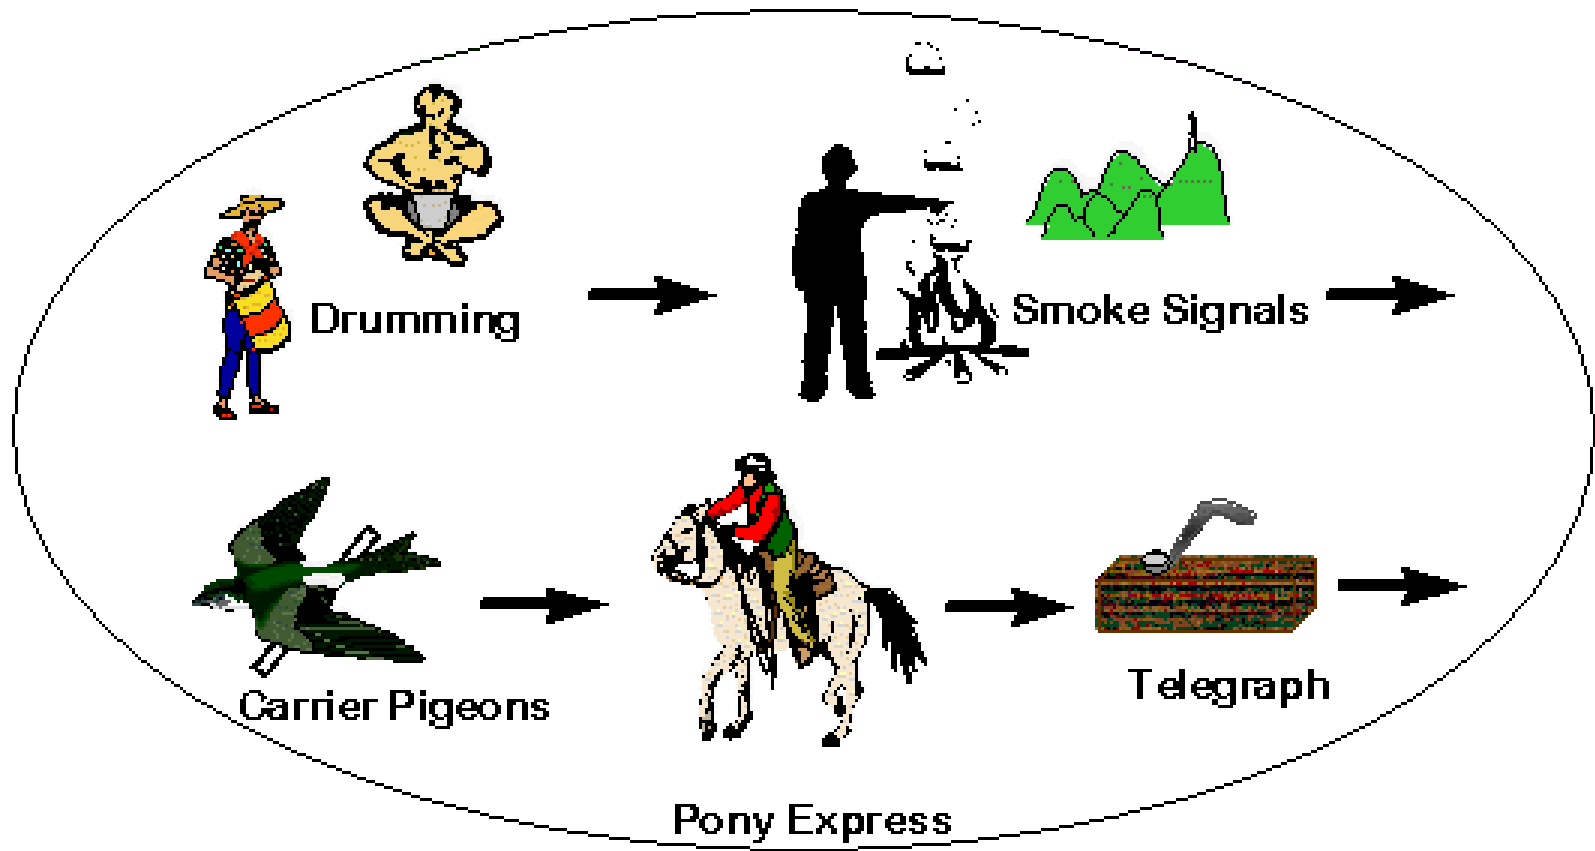 Drumming
Smoke Signals
Carrier Pigeons
Telegraph
Pony Express